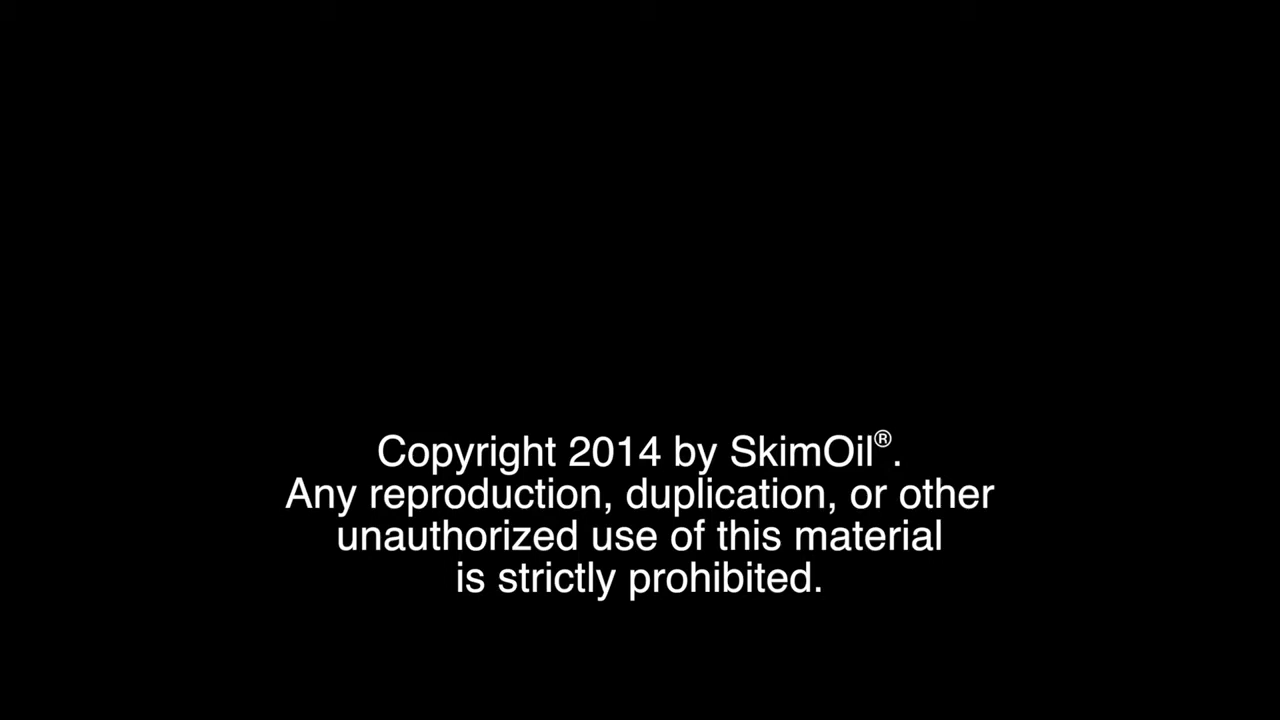 Copyright 2014 by SkimOil®.
Any reproduction, duplication, or other
unauthorized use of this material
is strictly prohibited.